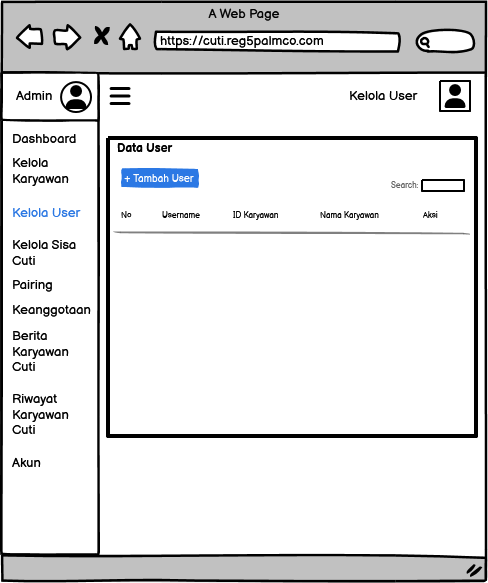 A Web Page
https://cuti.reg5palmco.com
Admin
Kelola User
Dashboard
Kelola
Karyawan
Kelola User
Kelola Sisa
Cuti
Pairing
Keanggotaan
Berita
Karyawan
Cuti
Riwayat
Karyawan
Cuti
Akun
Data User
+ Tambah User
Search:
No Username ID Karyawan Nama Karyawan Aksi